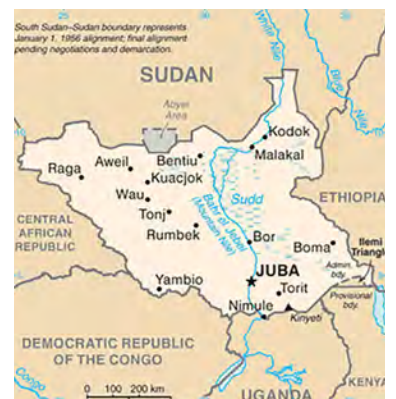 South Sudan-Sudan boundary represents
January 1, 1956 alignment; final alignment
pending negotiations and demarcation.
White Nile
Blue
Nile
SUDAN
Abyei
Area
Kodok
Malakal
Bentiu
Aweil
Raga
Kuacjok
Wau
Tonj
Rumbek
Sudd
Bahr el Jebel
(Mountain Nile)
ETHIOPIA
CENTRAL
AFRICAN
REPUBLIC
Bor
Boma
Ilemi
Triangle
Admin.
bdy.
Provisional
bdy.
JUBA
Torit
Yambio
Nimule
Kinyeti
DEMOCRATIC REPUBLIC
OF THE CONGO
Congo
0 100 200 km
UGANDA
KENYA